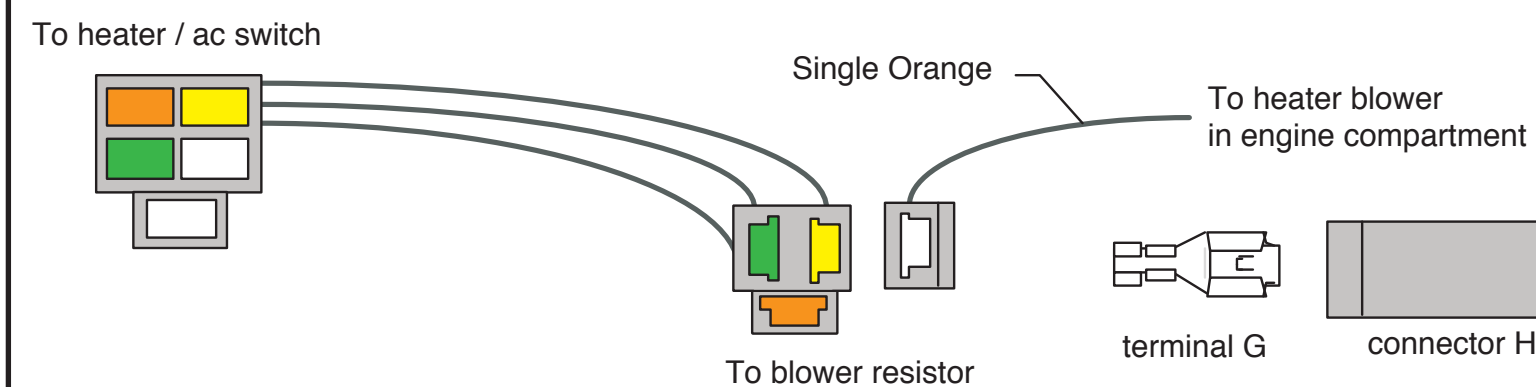 To heater / ac switch
Single Orange
To heater blower
in engine compartment
terminal G
connector H
To blower resistor